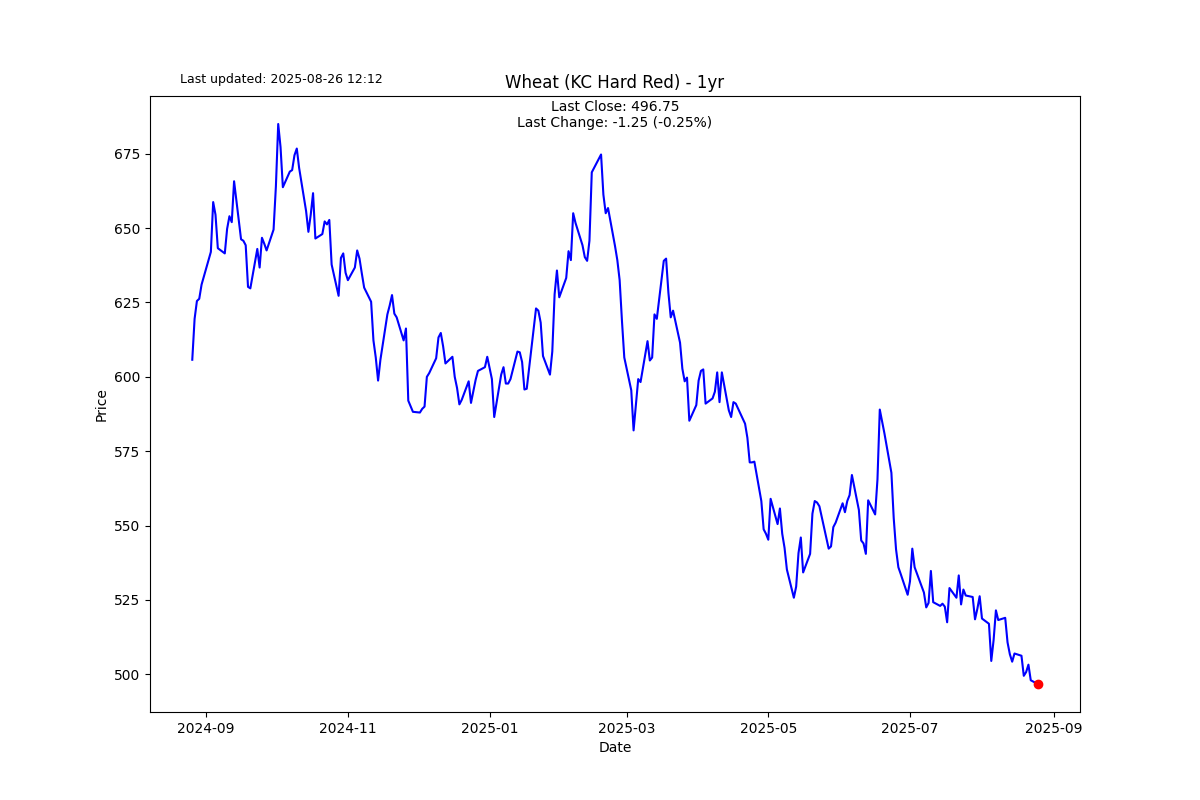 Last updated: 2025-08-26 12:12
Wheat (KC Hard Red) - 1yr
Last Close: 496.75
Last Change: -1.25 (-0.25%)
675
650
625
600
575
550
525
500
Price
2024-09
2024-11
2025-01
2025-03
2025-05
2025-07
2025-09
Date